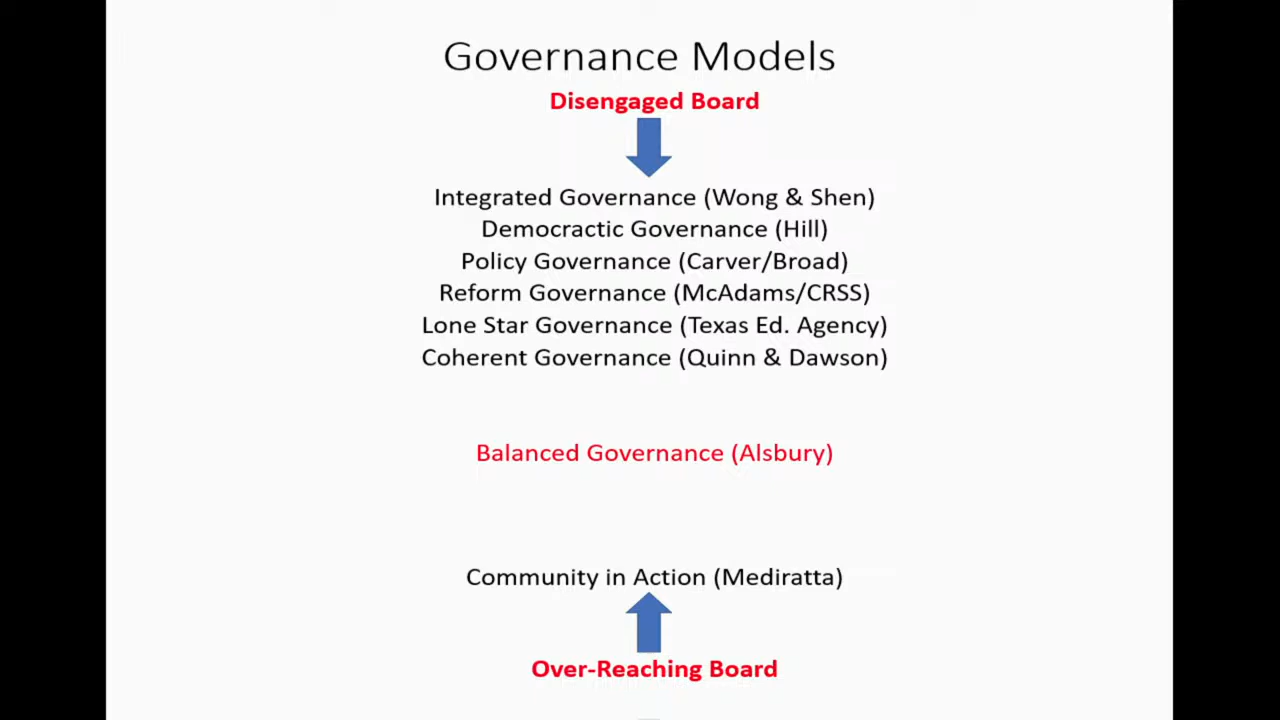 Governance Models
Disengaged Board
Integrated Governance (Wong & Shen)
Democractic Governance (Hill)
Policy Governance (Carver/Broad)
Reform Governance (McAdams/CRSS)
Lone Star Governance (Texas Ed. Agency)
Coherent Governance (Quinn & Dawson)
Balanced Governance (Alsbury)
Community in Action (Mediratta)
Over-Reaching Board